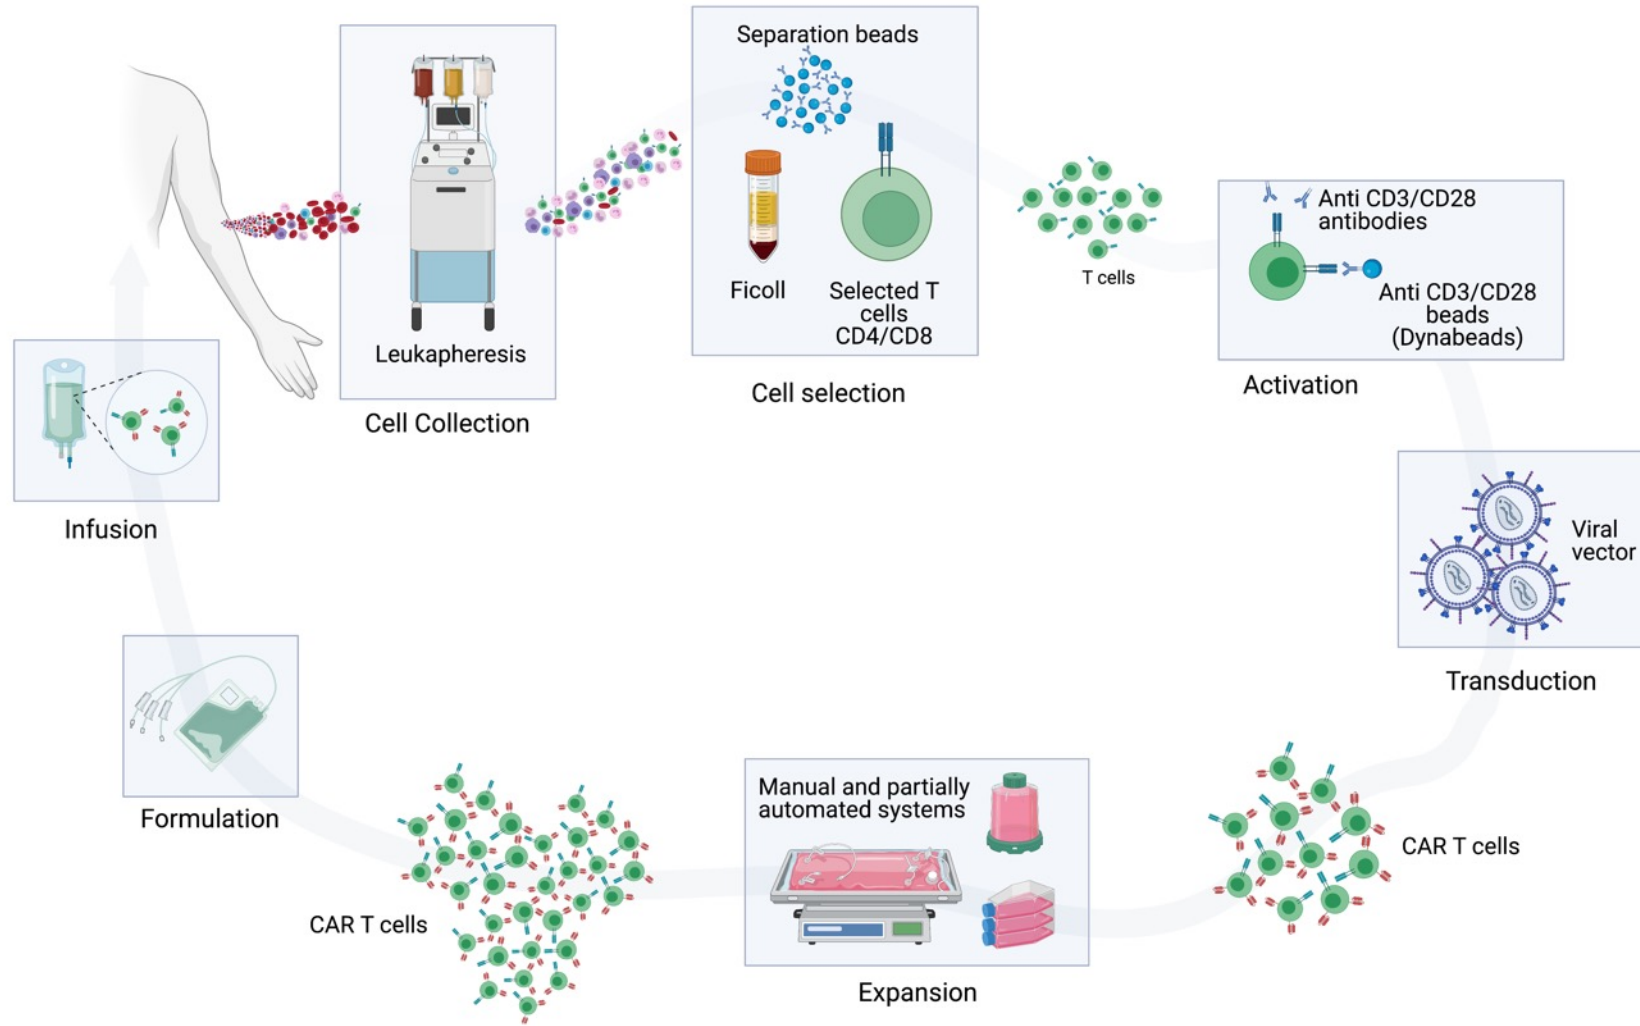 Separation beads
Ficoll
Selected T
cells
CD4/CD8
Cell selection
Leukapheresis
Cell Collection
T cells
Anti CD3/CD28
antibodies
Anti CD3/CD28
beads
(Dynabeads)
Activation
Viral
vector
Transduction
CAR T cells
Manual and partially
automated systems
Expansion
CAR T cells
Formulation
Infusion